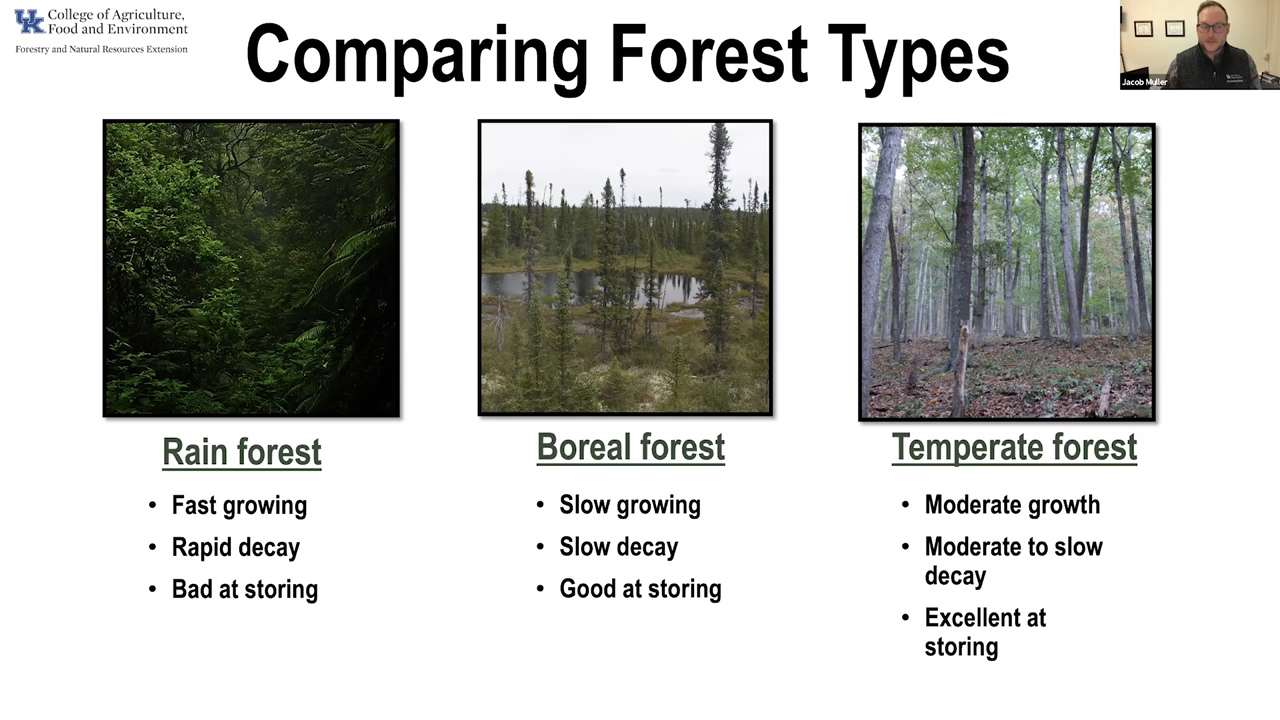 College of Agriculture,
Food and Environment
Forestry and Natural Resources Extension
Comparing Forest Types
Jacob Muller
Rain forest
• Fast growing
• Rapid decay
• Bad at storing
Boreal forest
• Slow growing
• Slow decay
• Good at storing
Temperate forest
• Moderate growth
• Moderate to slow
decay
• Excellent at
storing